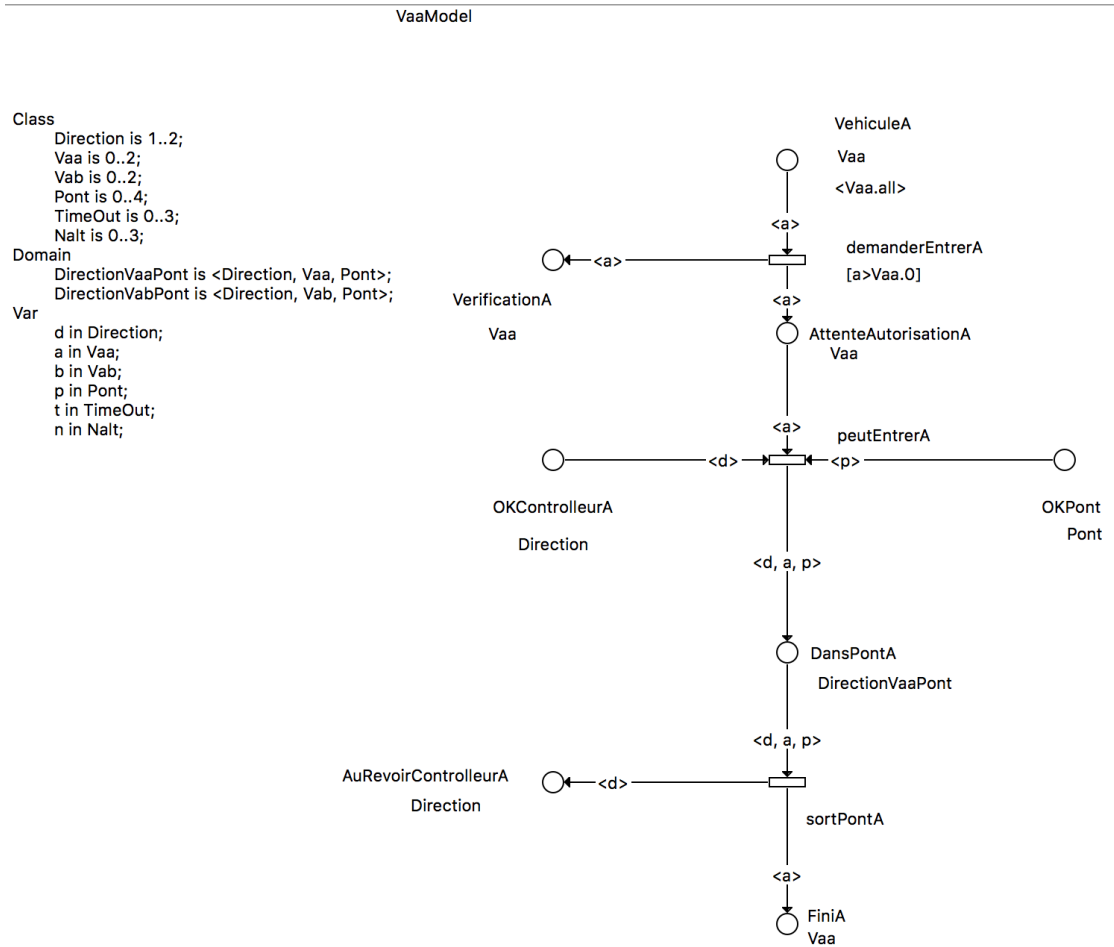 VaaModel
Class
Direction is 1..2;
Vaa is 0..2;
Vab is 0..2;
Pont is 0..4;
TimeOut is 0..3;
Nalt is 0..3;
Domain
DirectionVaaPont is <Direction, Vaa, Pont>;
DirectionVabPont is <Direction, Vab, Pont>;
Var
d in Direction;
a in Vaa;
b in Vab;
p in Pont;
t in TimeOut;
n in Nalt;
VehiculeA
Vaa
<Vaa.all>
<a>
demanderEntrerA
[a>Vaa.0]
<a>
VerificationA
Vaa
<a>
AttenteAutorisationA
Vaa
<a>
peutEntrerA
<d>
<p>
OKControlleurA
Direction
OKPont
Pont
<d, a, p>
DansPontA
DirectionVaaPont
<d, a, p>
AuRevoirControlleurA
Direction
<d>
sortPontA
<a>
FiniA
Vaa